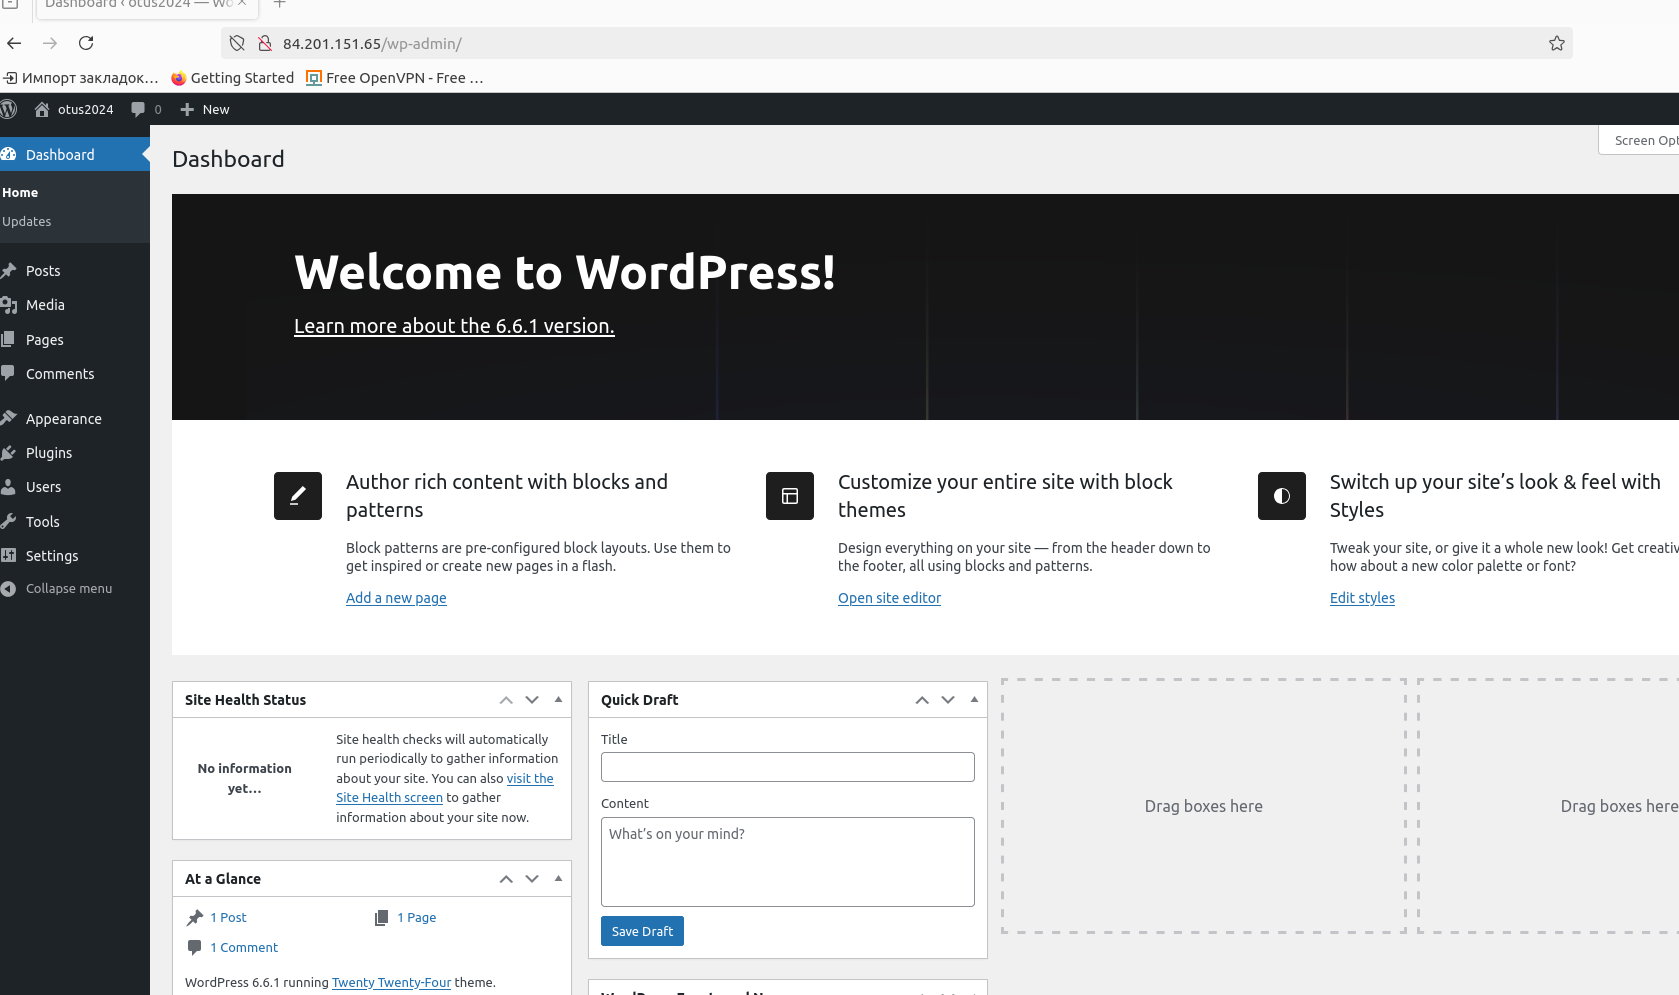 Dashboard ‹ otus2024 — Wo
84.201.151.65/wp-admin/
Импорт закладок…
Getting Started
Free OpenVPN - Free …
otus2024
0
New
Screen Opt
Dashboard
Home
Updates
Posts
Media
Pages
Comments
Appearance
Plugins
Users
Tools
Settings
Collapse menu
Dashboard
Welcome to WordPress!
Learn more about the 6.6.1 version.
Author rich content with blocks and
patterns
Block patterns are pre-configured block layouts. Use them to
get inspired or create new pages in a flash.
Add a new page
Customize your entire site with block
themes
Design everything on your site — from the header down to
the footer, all using blocks and patterns.
Open site editor
Switch up your site’s look & feel with
Styles
Tweak your site, or give it a whole new look! Get creativ
how about a new color palette or font?
Edit styles
Site Health Status
No information
yet…
Site health checks will automatically
run periodically to gather information
about your site. You can also visit the
Site Health screen to gather
information about your site now.
At a Glance
1 Post
1 Page
1 Comment
WordPress 6.6.1 running Twenty Twenty-Four theme.
Quick Draft
Title
Content
What’s on your mind?
Save Draft
Drag boxes here
Drag boxes here